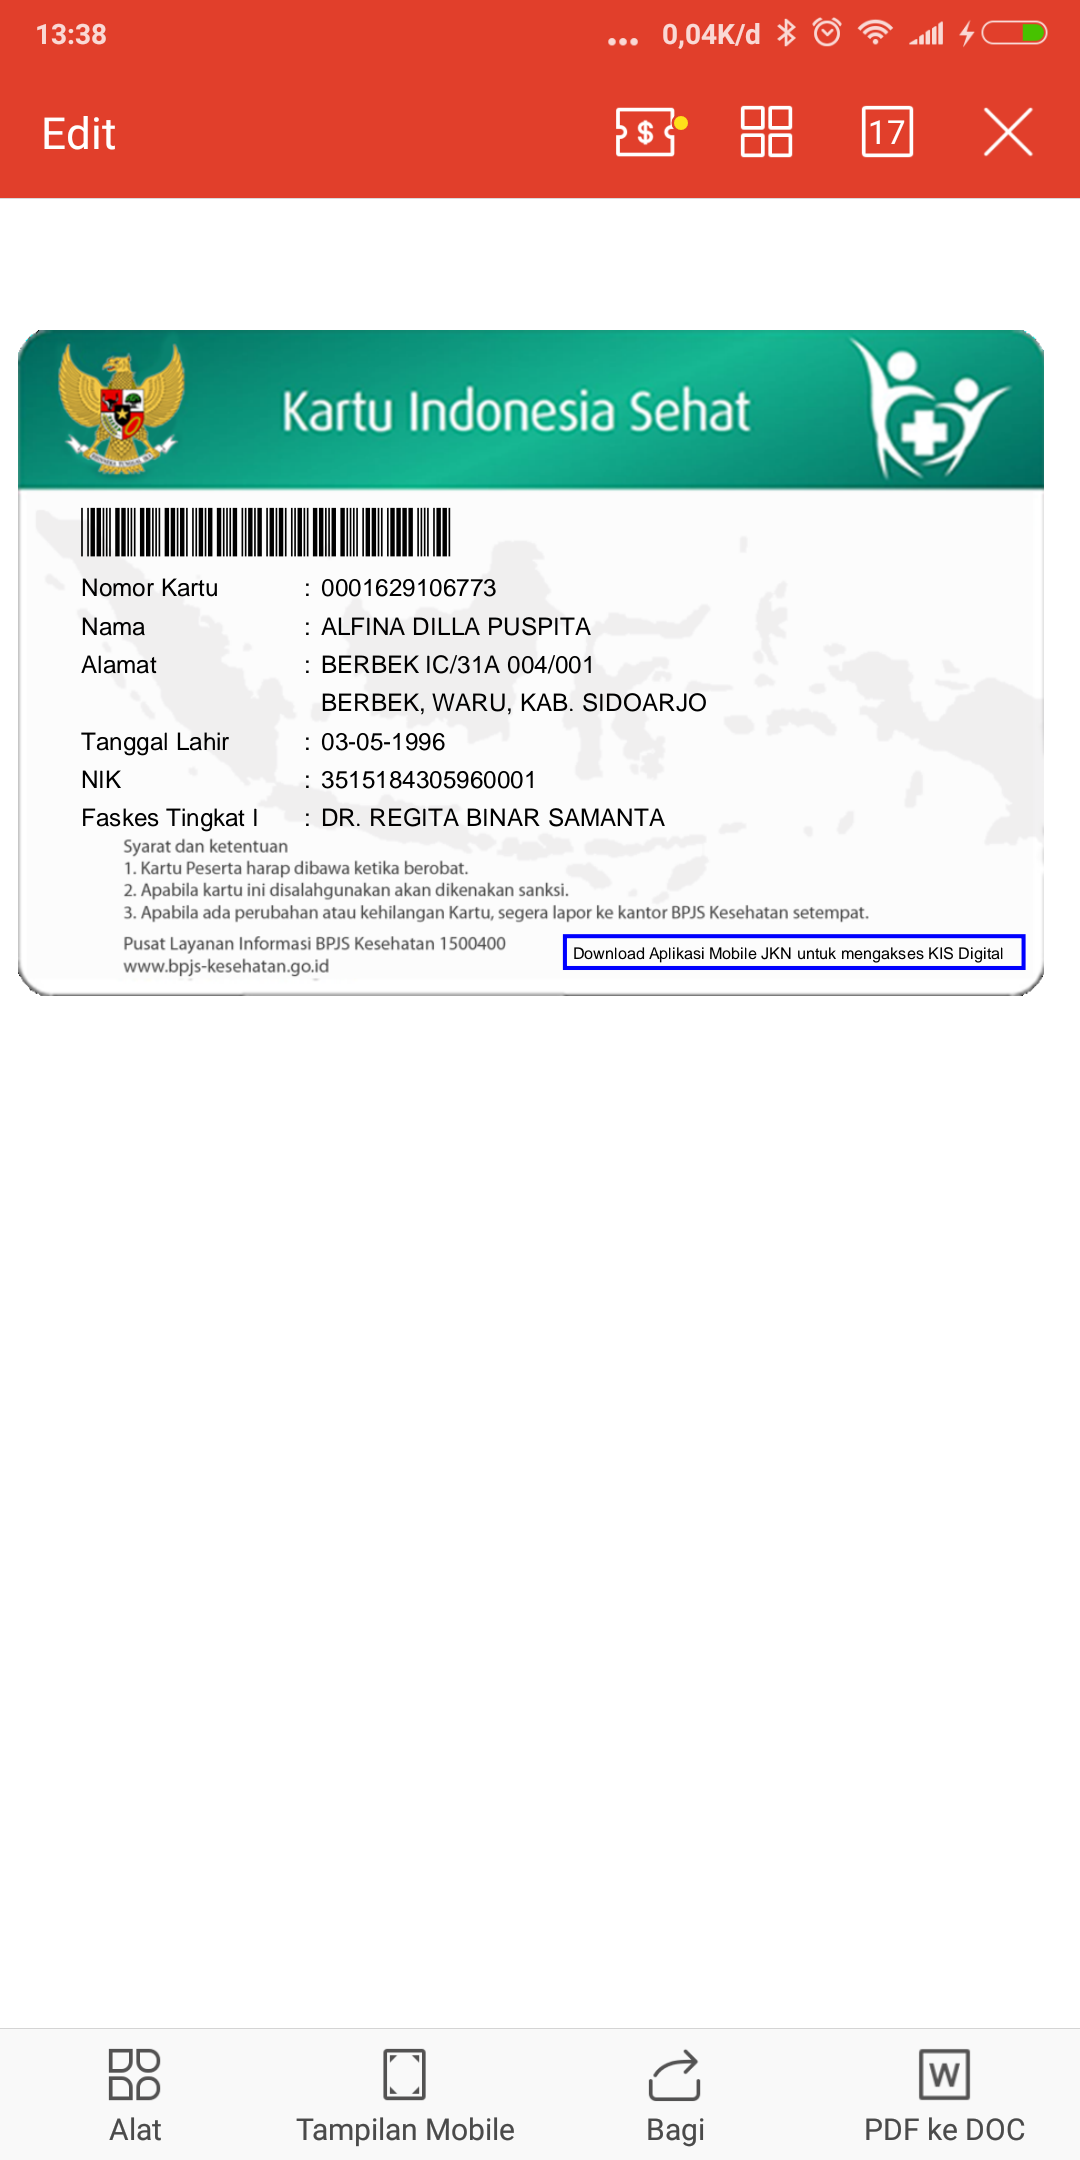 13:38
... 0,04K/d
Edit
17
Kartu Indonesia Sehat
Nomor Kartu : 0001629106773
Nama : ALFINA DILLA PUSPITA
Alamat : BERBEK IC/31A 004/001
BERBEK, WARU, KAB. SIDOARJO
Tanggal Lahir : 03-05-1996
NIK : 3515184305960001
Faskes Tingkat I : DR. REGITA BINAR SAMANTA
Syarat dan ketentuan
1. Kartu Peserta harap dibawa ketika berobat.
2. Apabila kartu ini disalahgunakan akan dikenakan sanksi.
3. Apabila ada perubahan atau kehilangan Kartu, segera lapor ke kantor BPJS Kesehatan setempat.
Pusat Layanan Informasi BPJS Kesehatan 1500400
www.bpjs-kesehatan.go.id
Download Aplikasi Mobile JKN untuk mengakses KIS Digital
Alat
Tampilan Mobile
Bagi
W
PDF ke DOC